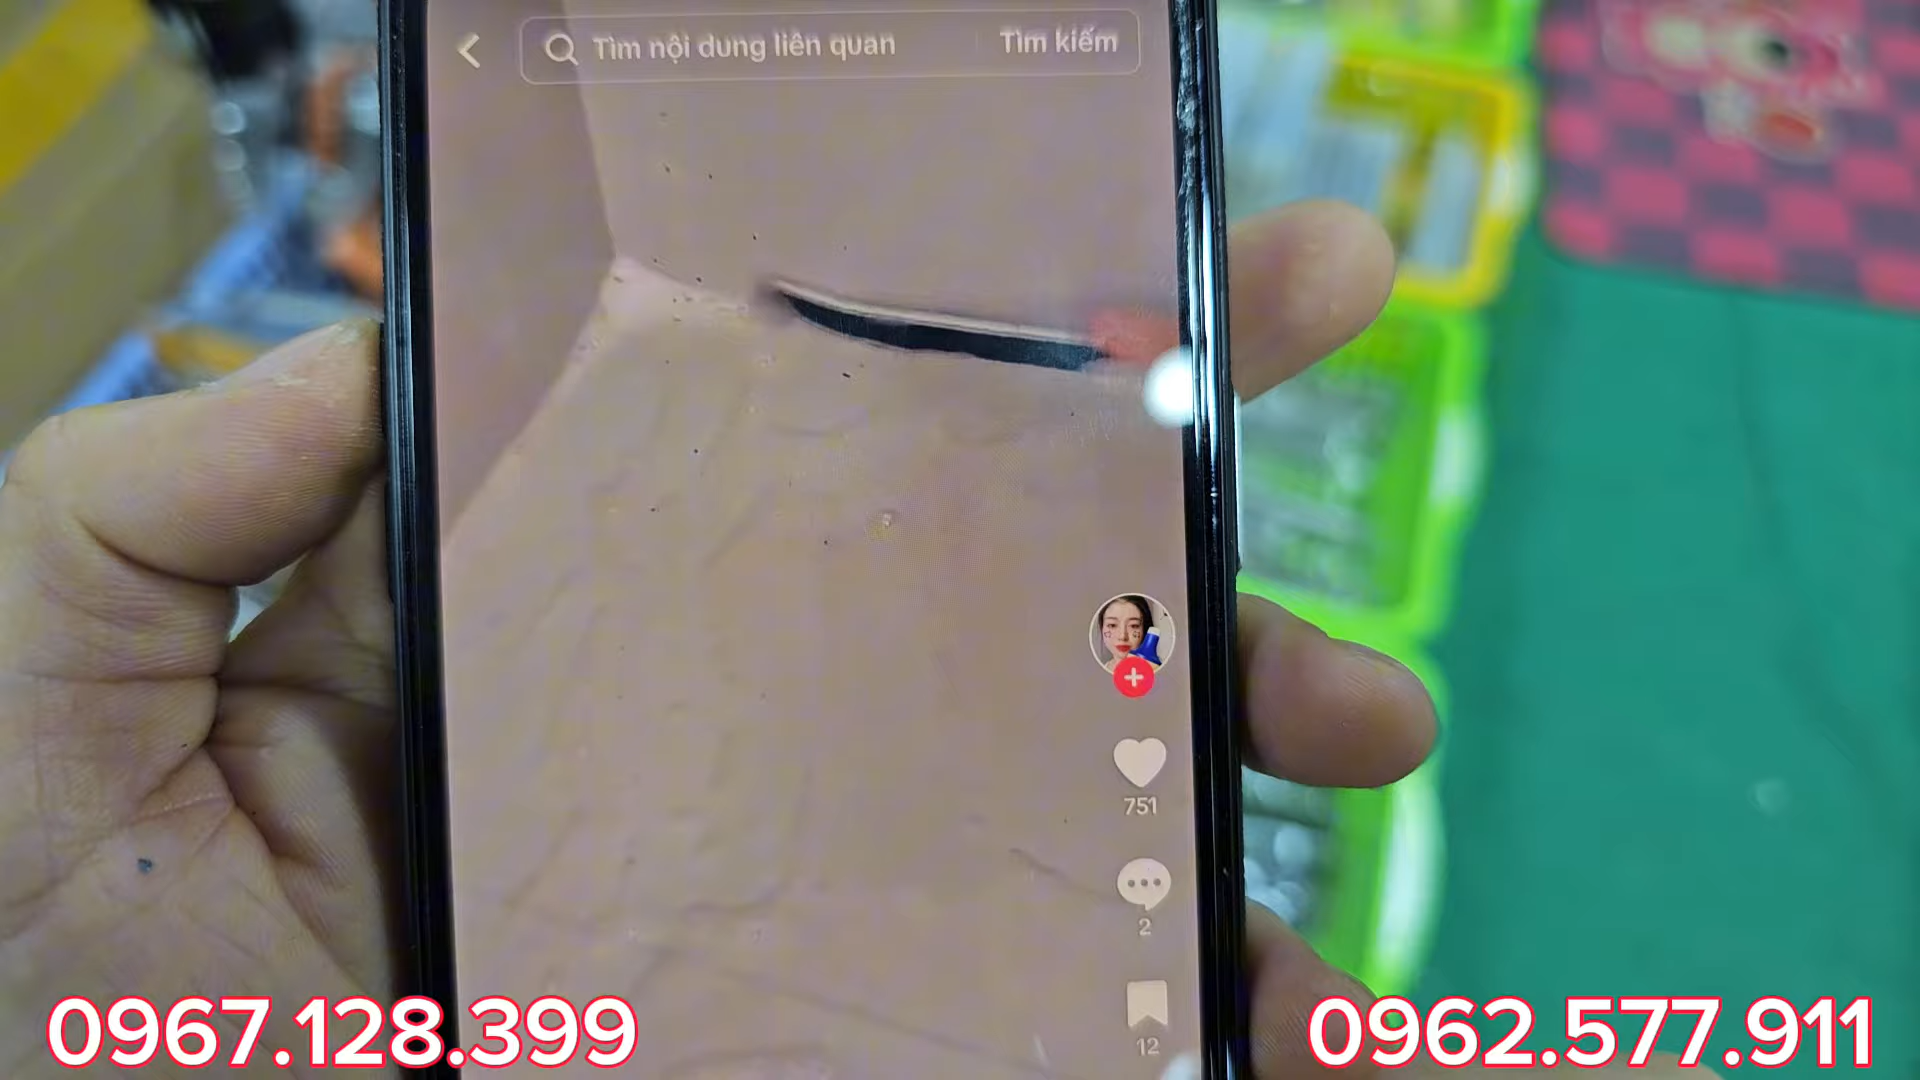 Tìm nội dung liên quan
Tìm kiếm
751
2
12
0967.128.399
0962.577.911